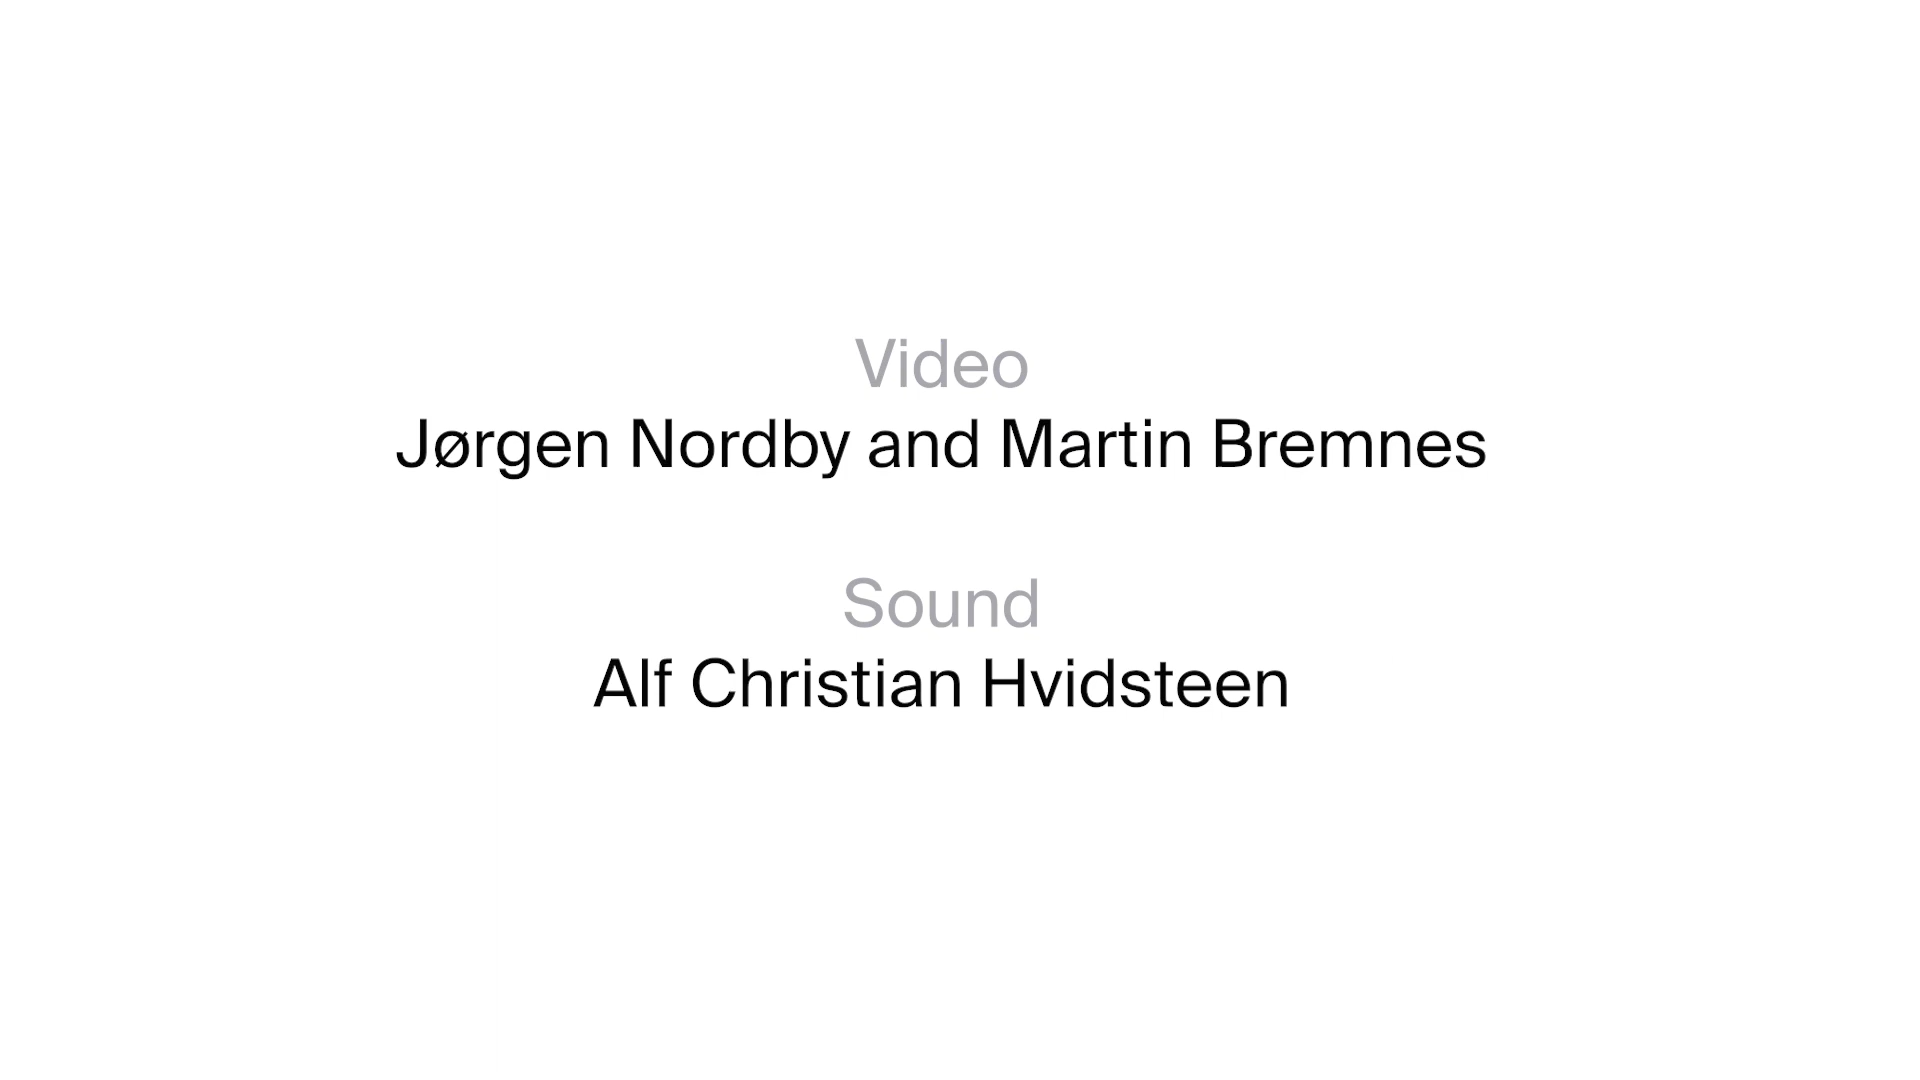 Video
Jørgen Nordby and Martin Bremnes
Sound
Alf Christian Hvidsteen